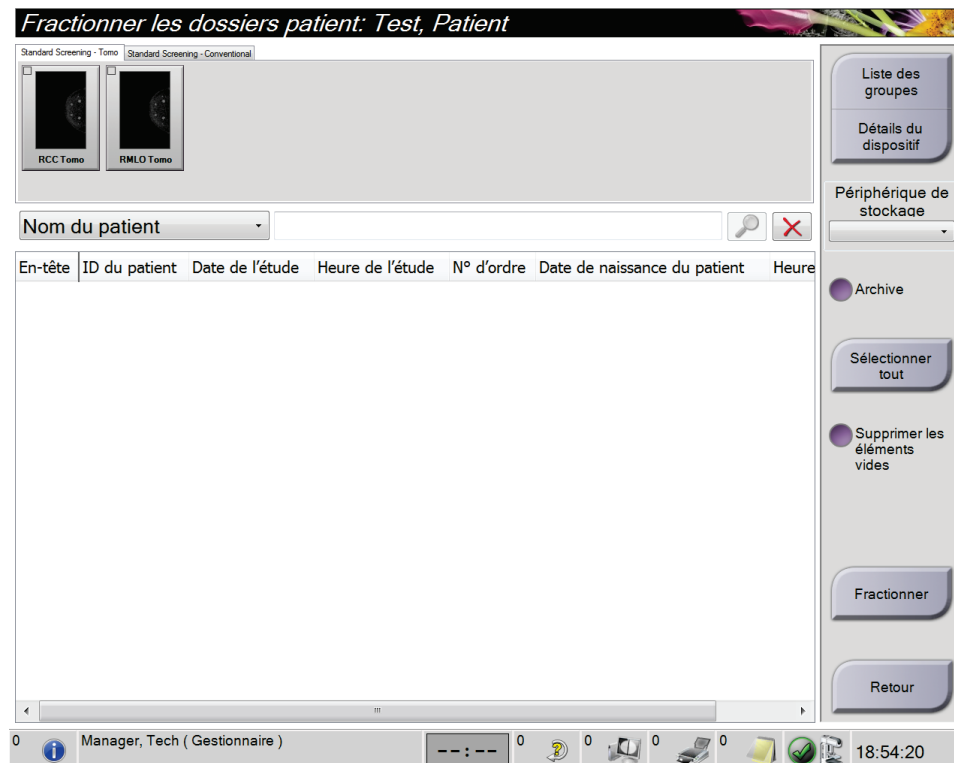 Fractionner les dossiers patient: Test, Patient
Standard Screening - Tomo
Standard Screening - Conventional
RCC Tomo
RMLO Tomo
Nom du patient
En-tête ID du patient Date de l'étude Heure de l'étude N° d'ordre Date de naissance du patient Heure
Liste des
groupes
Détails du
dispositif
Périphérique de
stockage
Archive
Sélectionner
tout
Supprimer les
éléments
vides
Fractionner
Retour
0
Manager, Tech ( Gestionnaire )
--:--
0
0
0
0
18:54:20